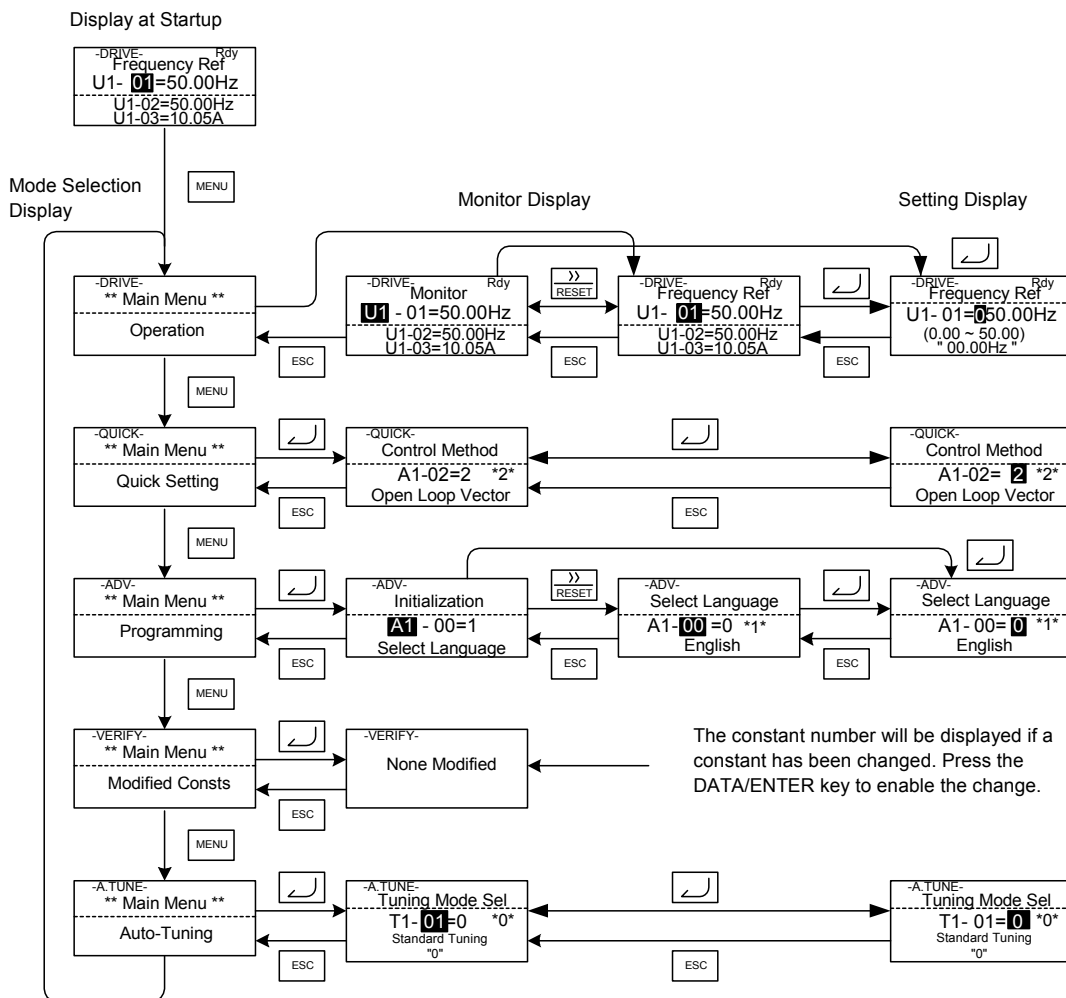 Display at Startup
-DRIVE- Rdy
Frequency Ref
U1- 01=50.00Hz
U1-02=50.00Hz
U1-03=10.05A
MENU
Mode Selection
Display
Monitor Display
Setting Display
-DRIVE-
** Main Menu **
Operation
-DRIVE- Rdy
Monitor
U1 - 01=50.00Hz
U1-02=50.00Hz
U1-03=10.05A
RESET
-DRIVE- Rdy
Frequency Ref
U1- 01=50.00Hz
U1-02=50.00Hz
U1-03=10.05A
-DRIVE- Rdy
Frequency Ref
U1- 01=050.00Hz
(0.00 ~ 50.00)
" 00.00Hz "
ESC
ESC
ESC
MENU
-QUICK-
** Main Menu **
Quick Setting
-QUICK-
Control Method
A1-02=2 *2*
Open Loop Vector
-QUICK-
Control Method
A1-02= 2 *2*
Open Loop Vector
ESC
ESC
MENU
-ADV-
** Main Menu **
Programming
-ADV-
Initialization
A1 - 00=1
Select Language
RESET
-ADV-
Select Language
A1-00 =0 *1*
English
-ADV-
Select Language
A1- 00= 0 *1*
English
ESC
ESC
ESC
MENU
-VERIFY-
** Main Menu **
Modified Consts
-VERIFY-
None Modified
The constant number will be displayed if a
constant has been changed. Press the
DATA/ENTER key to enable the change.
ESC
MENU
-A.TUNE-
** Main Menu **
Auto-Tuning
-A.TUNE-
Tuning Mode Sel
T1- 01=0 *0*
Standard Tuning
"0"
-A.TUNE-
Tuning Mode Sel
T1- 01= 0 *0*
Standard Tuning
"0"
ESC
ESC